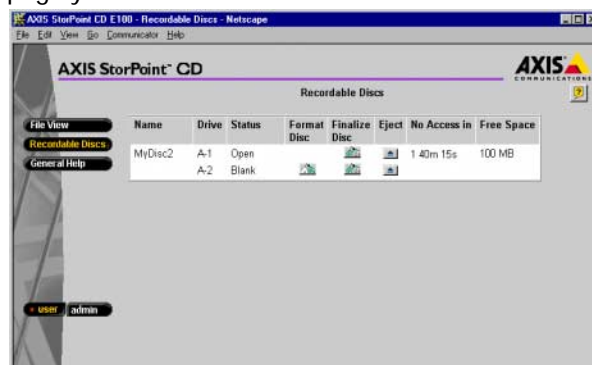 AXIS StorPoint CD E100 - Recordable Discs - Netscape
File Edit View Go Communicator Help
AXIS StorPoint™ CD
AXIS
COMMUNICATIONS
Recordable Discs
?
File View
Recordable Discs
General Help
Name Drive Status Format Disc Finalize Disc Eject No Access in Free Space
MyDisc2 A-1 Open 1 40m 15s 100 MB
A-2 Blank
user admin